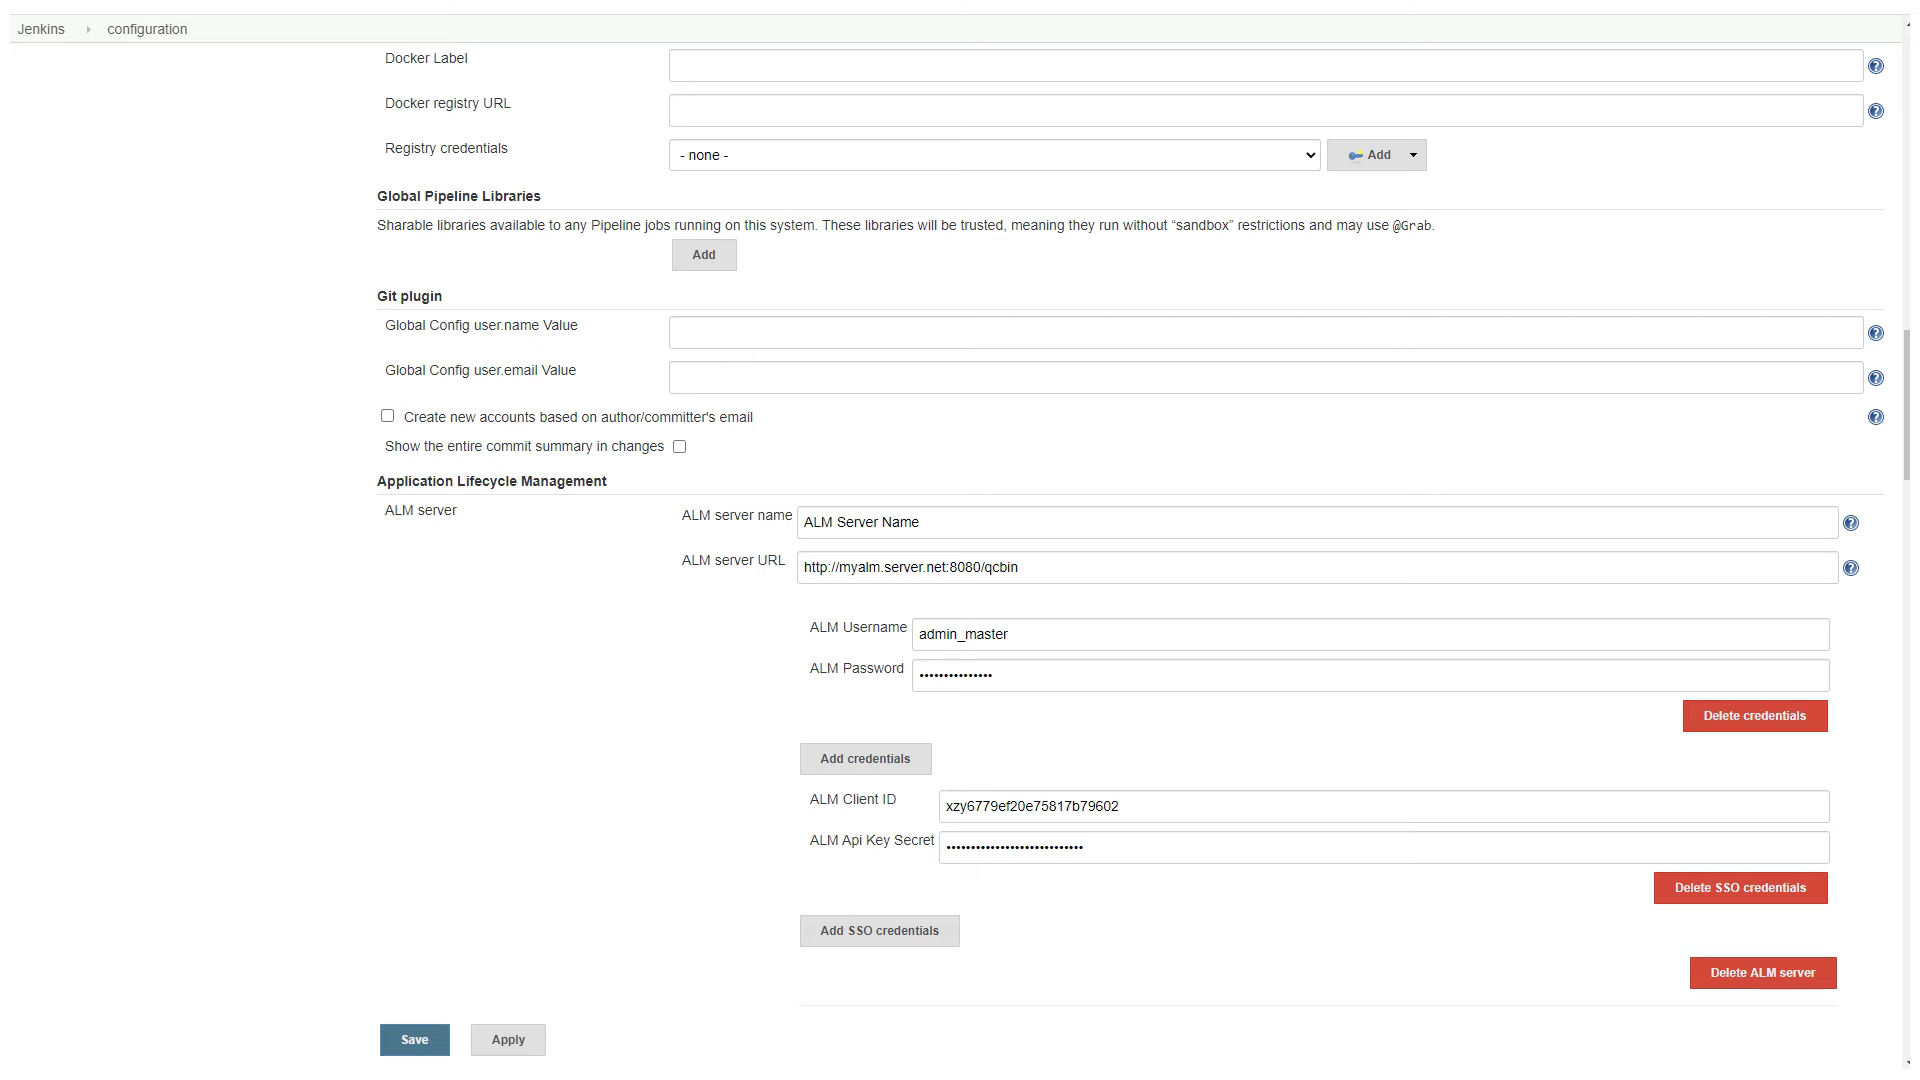 Jenkins configuration
Docker Label
Docker registry URL
Registry credentials - none - Add
Global Pipeline Libraries
Sharable libraries available to any Pipeline jobs running on this system. These libraries will be trusted, meaning they run without “sandbox” restrictions and may use @Grab.
Add
Git plugin
Global Config user.name Value
Global Config user.email Value
Create new accounts based on author/committer's email
Show the entire commit summary in changes
Application Lifecycle Management
ALM server
ALM server name ALM Server Name
ALM server URL http://myalm.server.net:8080/qcbin
ALM Username admin_master
ALM Password •••••••••••••••
Delete credentials
Add credentials
ALM Client ID xzy6779ef20e75817b79602
ALM Api Key Secret ••••••••••••••••••••••••••••
Delete SSO credentials
Add SSO credentials
Delete ALM server
Save Apply